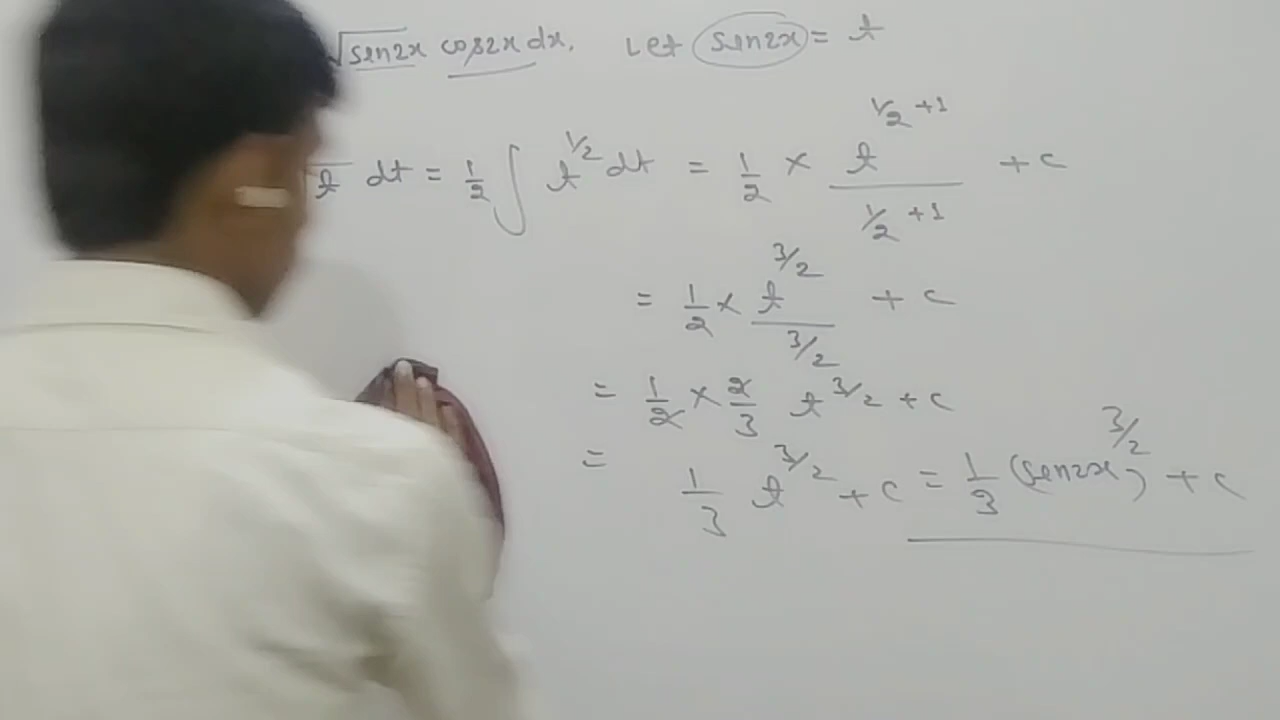 √sin2x cos2x dx. Let sin2x = t
√t dt = 1/2 ∫ t^1/2 dt = 1/2 × t^(1/2 +1) / (1/2 +1) + c
= 1/2 × t^3/2 / (3/2) + c
= 1/2 × 2/3 t^3/2 + c
= 1/3 t^3/2 + c = 1/3 (sin2x)^3/2 + c